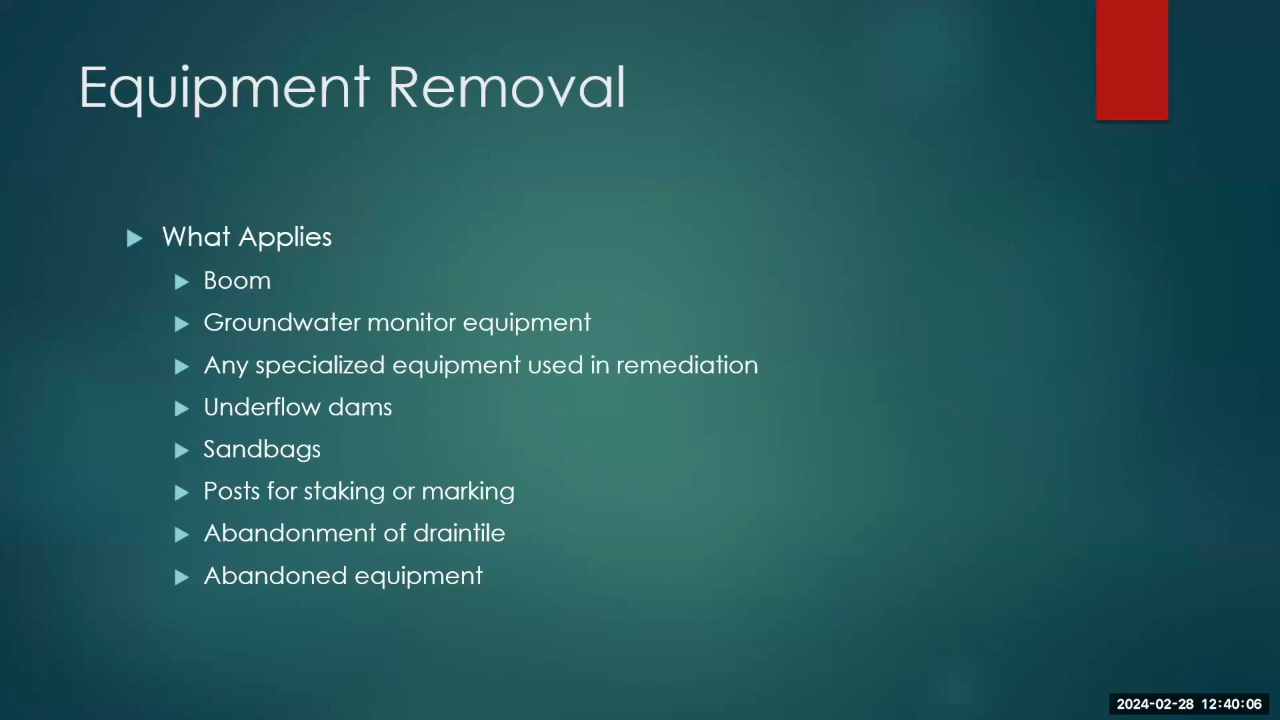 Equipment Removal
What Applies
Boom
Groundwater monitor equipment
Any specialized equipment used in remediation
Underflow dams
Sandbags
Posts for staking or marking
Abandonment of draintile
Abandoned equipment
2024-02-28 12:40:06